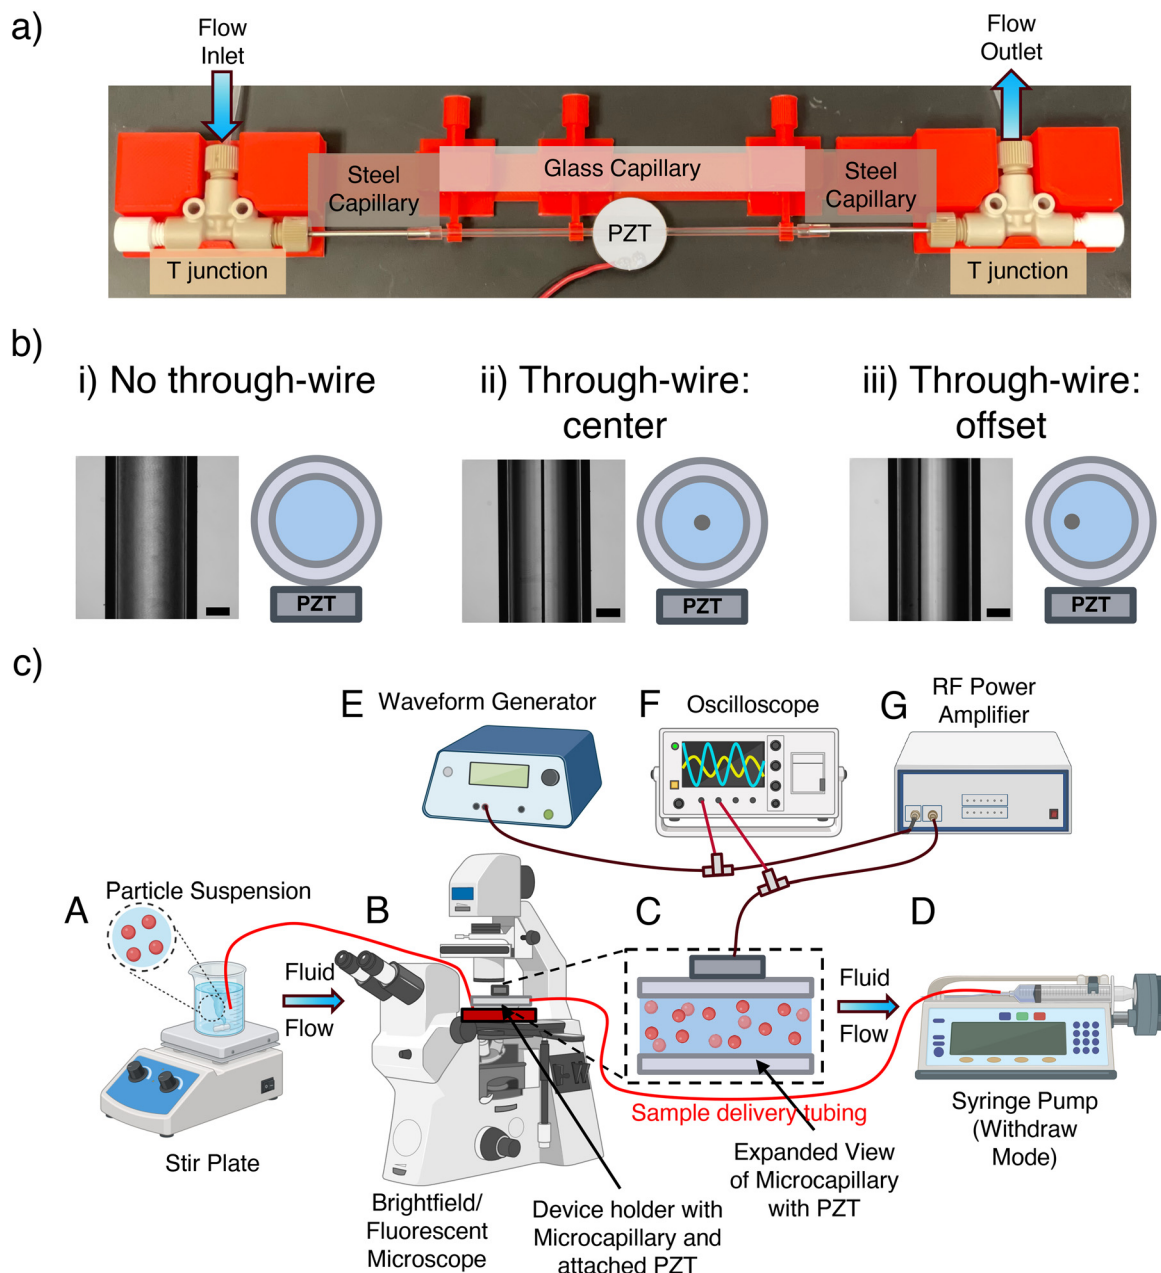 a)
Flow
Inlet
Flow
Outlet
Steel
Capillary
Glass Capillary
Steel
Capillary
PZT
T junction
T junction
b)
i) No through-wire
ii) Through-wire:
center
iii) Through-wire:
offset
PZT
PZT
PZT
c)
E
Waveform Generator
F
Oscilloscope
G
RF Power
Amplifier
A
Particle Suspension
B
C
D
Fluid
Flow
Fluid
Flow
Stir Plate
Sample delivery tubing
Syringe Pump
(Withdraw
Mode)
Brightfield/
Fluorescent
Microscope
Device holder with
Microcapillary and
attached PZT
Expanded View
of Microcapillary
with PZT